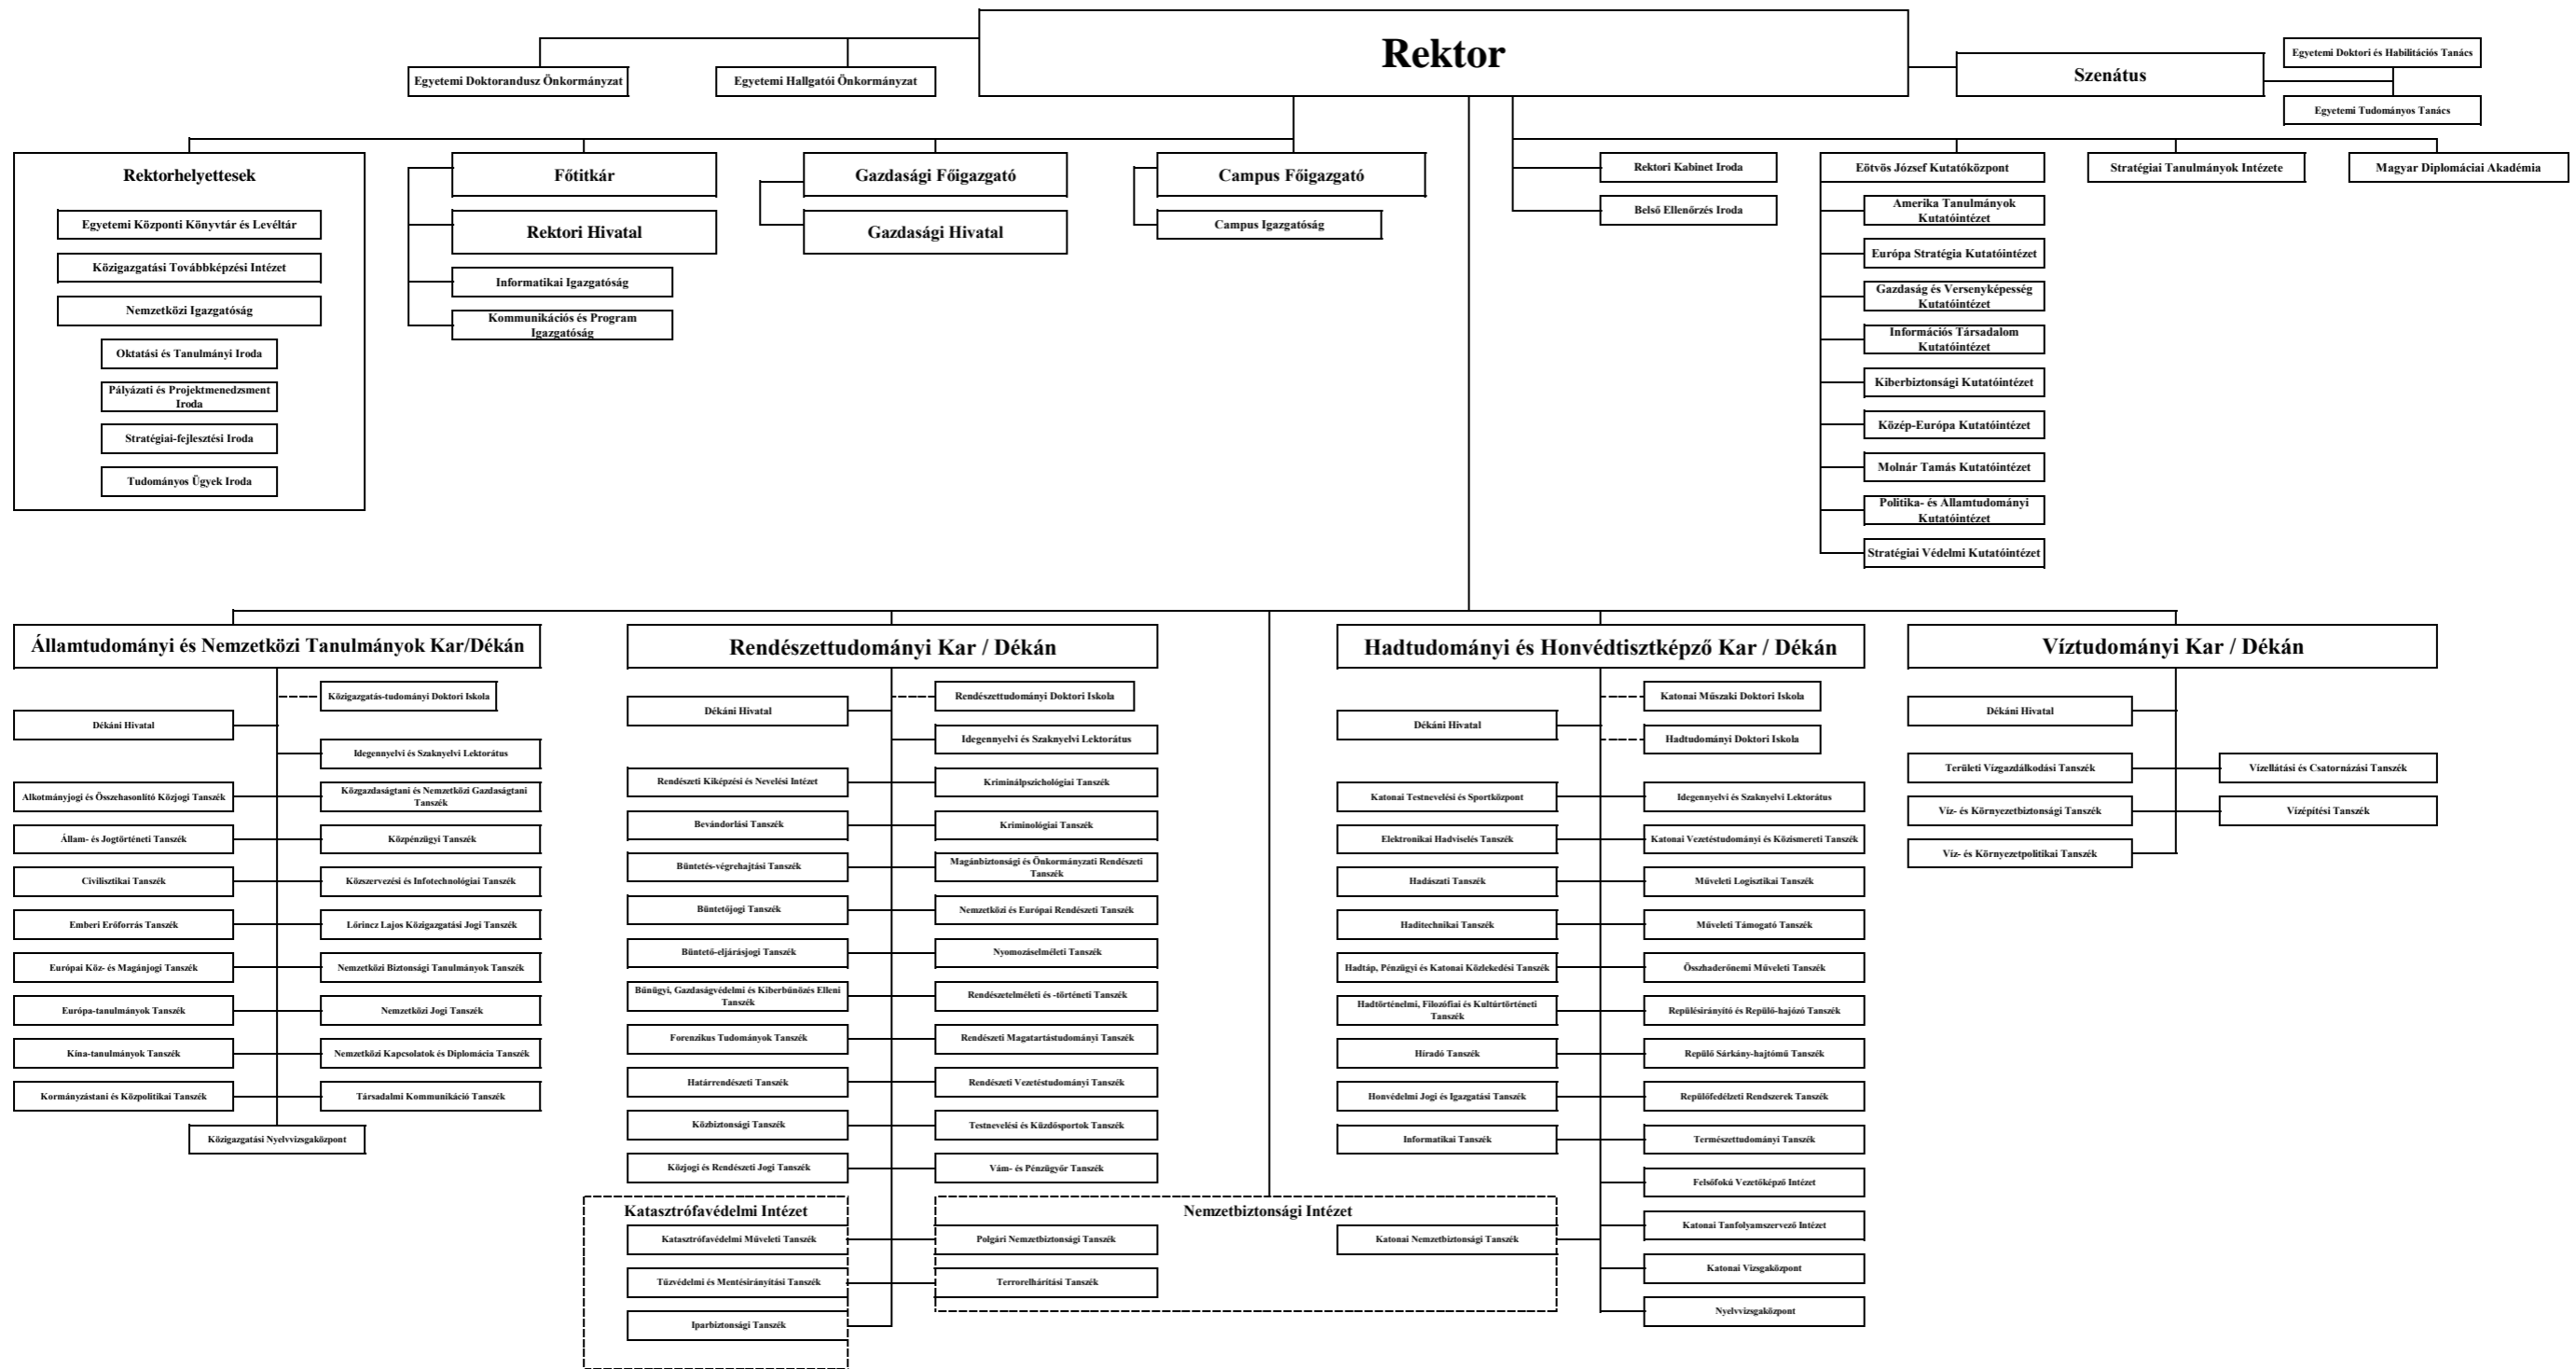 Rektor
Egyetemi Doktorandusz Önkormányzat
Egyetemi Hallgatói Önkormányzat
Szenátus
Egyetemi Doktori és Habilitációs Tanács
Egyetemi Tudományos Tanács
Rektorhelyettesek
Egyetemi Központi Könyvtár és Levéltár
Közigazgatási Továbbképzési Intézet
Nemzetközi Igazgatóság
Oktatási és Tanulmányi Iroda
Pályázati és Projektmenedzsment
Iroda
Stratégiai-fejlesztési Iroda
Tudományos Ügyek Iroda
Főtitkár
Rektori Hivatal
Informatikai Igazgatóság
Kommunikációs és Program
Igazgatóság
Gazdasági Főigazgató
Gazdasági Hivatal
Campus Főigazgató
Campus Igazgatóság
Rektori Kabinet Iroda
Belső Ellenőrzés Iroda
Eötvös József Kutatóközpont
Amerika Tanulmányok
Kutatóintézet
Európa Stratégia Kutatóintézet
Gazdaság és Versenyképesség
Kutatóintézet
Információs Társadalom
Kutatóintézet
Kiberbiztonsági Kutatóintézet
Közép-Európa Kutatóintézet
Molnár Tamás Kutatóintézet
Politika- és Államtudományi
Kutatóintézet
Stratégiai Védelmi Kutatóintézet
Stratégiai Tanulmányok Intézete
Magyar Diplomáciai Akadémia
Államtudományi és Nemzetközi Tanulmányok Kar/Dékán
Közigazgatás-tudományi Doktori Iskola
Dékáni Hivatal
Idegennyelvi és Szaknyelvi Lektorátus
Alkotmányjogi és Összehasonlító Közjogi Tanszék
Közgazdaságtani és Nemzetközi Gazdaságtani
Tanszék
Állam- és Jogtörténeti Tanszék
Közpénzügyi Tanszék
Civilisztikai Tanszék
Közszervezési és Infotechnológiai Tanszék
Emberi Erőforrás Tanszék
Lőrincz Lajos Közigazgatási Jogi Tanszék
Európai Köz- és Magánjogi Tanszék
Nemzetközi Biztonsági Tanulmányok Tanszék
Európa-tanulmányok Tanszék
Nemzetközi Jogi Tanszék
Kína-tanulmányok Tanszék
Nemzetközi Kapcsolatok és Diplomácia Tanszék
Kormányzástani és Közpolitikai Tanszék
Társadalmi Kommunikáció Tanszék
Közigazgatási Nyelvvizsgaközpont
Rendészettudományi Kar / Dékán
Rendészettudományi Doktori Iskola
Dékáni Hivatal
Idegennyelvi és Szaknyelvi Lektorátus
Rendészeti Kiképzési és Nevelési Intézet
Kriminálpszichológiai Tanszék
Bevándorlási Tanszék
Kriminológiai Tanszék
Büntetés-végrehajtási Tanszék
Magánbiztonsági és Önkormányzati Rendészeti
Tanszék
Büntetőjogi Tanszék
Nemzetközi és Európai Rendészeti Tanszék
Büntető-eljárásjogi Tanszék
Nyomozáselméleti Tanszék
Bűnügyi, Gazdaságvédelmi és Kiberbűnözés Elleni
Tanszék
Rendészetelméleti és -történeti Tanszék
Forenzikus Tudományok Tanszék
Rendészeti Magatartástudományi Tanszék
Határrendészeti Tanszék
Rendészeti Vezetéstudományi Tanszék
Közbiztonsági Tanszék
Testnevelési és Küzdősportok Tanszék
Közjogi és Rendészeti Jogi Tanszék
Vám- és Pénzügyőr Tanszék
Katasztrófavédelmi Intézet
Katasztrófavédelmi Műveleti Tanszék
Tűzvédelmi és Mentésirányítási Tanszék
Iparbiztonsági Tanszék
Nemzetbiztonsági Intézet
Polgári Nemzetbiztonsági Tanszék
Terrorelhárítási Tanszék
Katonai Nemzetbiztonsági Tanszék
Hadtudományi és Honvédtisztképző Kar / Dékán
Katonai Műszaki Doktori Iskola
Dékáni Hivatal
Hadtudományi Doktori Iskola
Katonai Testnevelési és Sportközpont
Idegennyelvi és Szaknyelvi Lektorátus
Elektronikai Hadviselés Tanszék
Katonai Vezetéstudományi és Közismereti Tanszék
Hadászati Tanszék
Műveleti Logisztikai Tanszék
Haditechnikai Tanszék
Műveleti Támogató Tanszék
Hadtáp, Pénzügyi és Katonai Közlekedési Tanszék
Összhaderőnemi Műveleti Tanszék
Hadtörténelmi, Filozófiai és Kultúrtörténeti
Tanszék
Repülésirányító és Repülő-hajózó Tanszék
Híradó Tanszék
Repülő Sárkány-hajtómű Tanszék
Honvédelmi Jogi és Igazgatási Tanszék
Repülőfedélzeti Rendszerek Tanszék
Informatikai Tanszék
Természettudományi Tanszék
Felsőfokú Vezetőképző Intézet
Katonai Tanfolyamszervező Intézet
Katonai Vizsgaközpont
Nyelvvizsgaközpont
Víztudományi Kar / Dékán
Dékáni Hivatal
Területi Vízgazdálkodási Tanszék
Vízellátási és Csatornázási Tanszék
Víz- és Környezetbiztonsági Tanszék
Vízépítési Tanszék
Víz- és Környezetpolitikai Tanszék